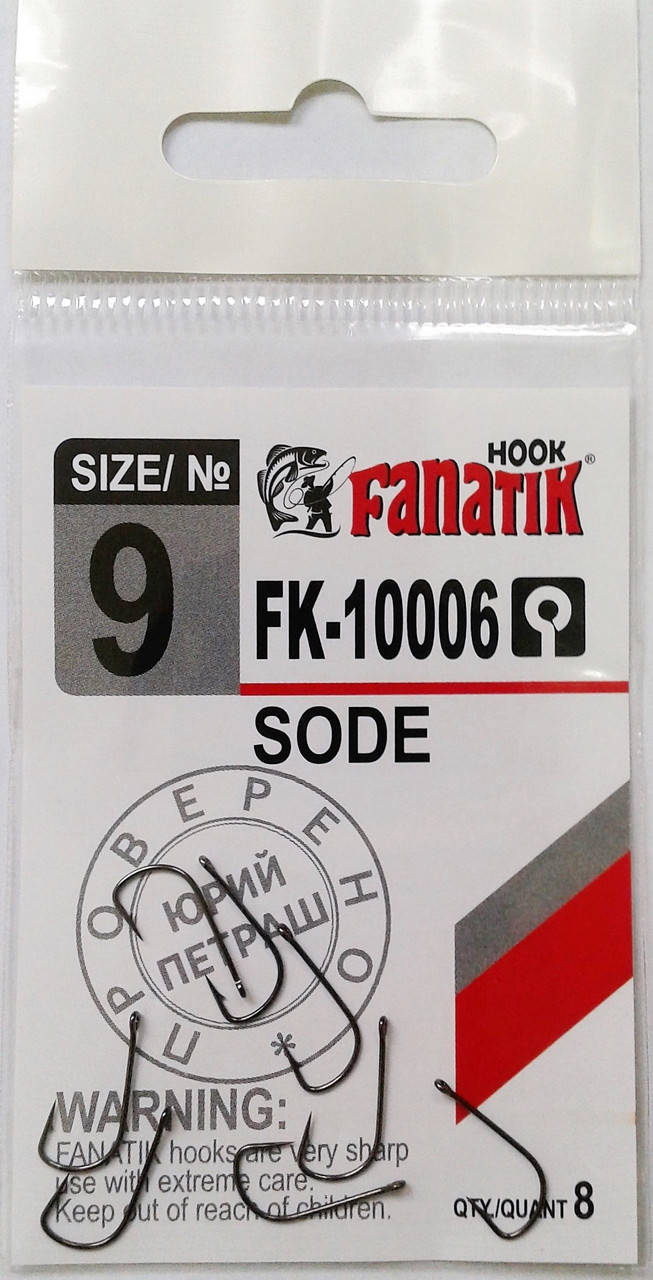 SIZE/ №
9
HOOK
Fanatik®
FK-10006
SODE
ПРОВЕРЕНО *
ЮРИЙ
ПЕТРАШ
WARNING:
FANATIK hooks are very sharp
use with extreme care.
Keep out of reach of children.
QTY./QUANT 8